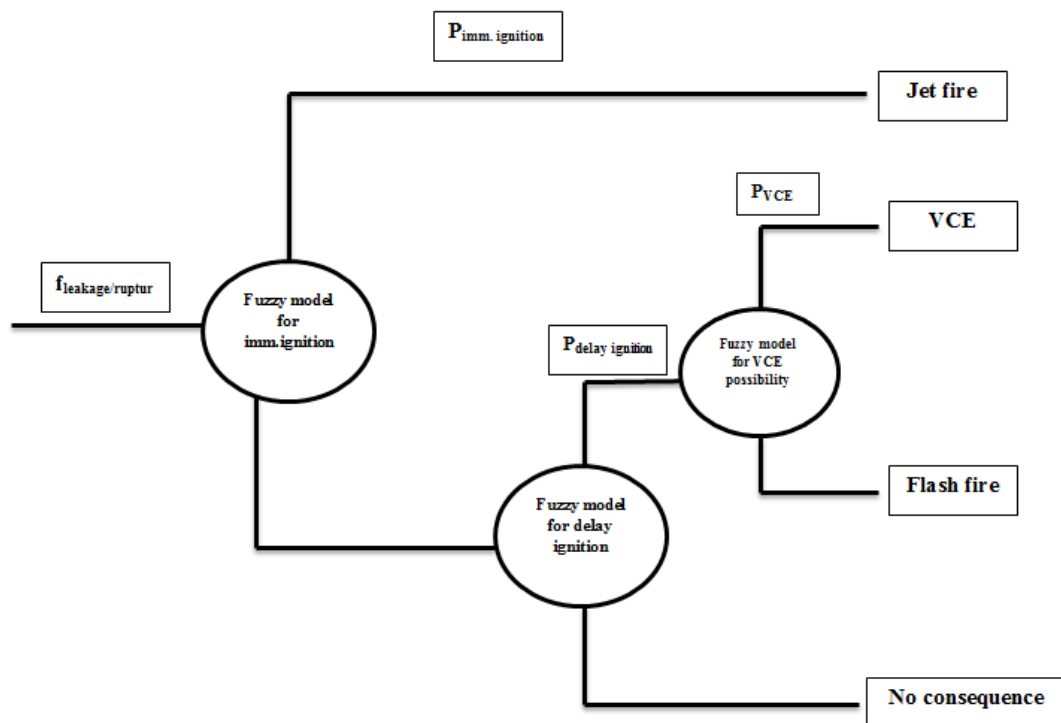 Pimm. ignition
Jet fire
PVCE
VCE
fleakage/ruptur
Fuzzy model
for
imm.ignition
Pdelay ignition
Fuzzy model
for VCE
possibility
Flash fire
Fuzzy model
for delay
ignition
No consequence